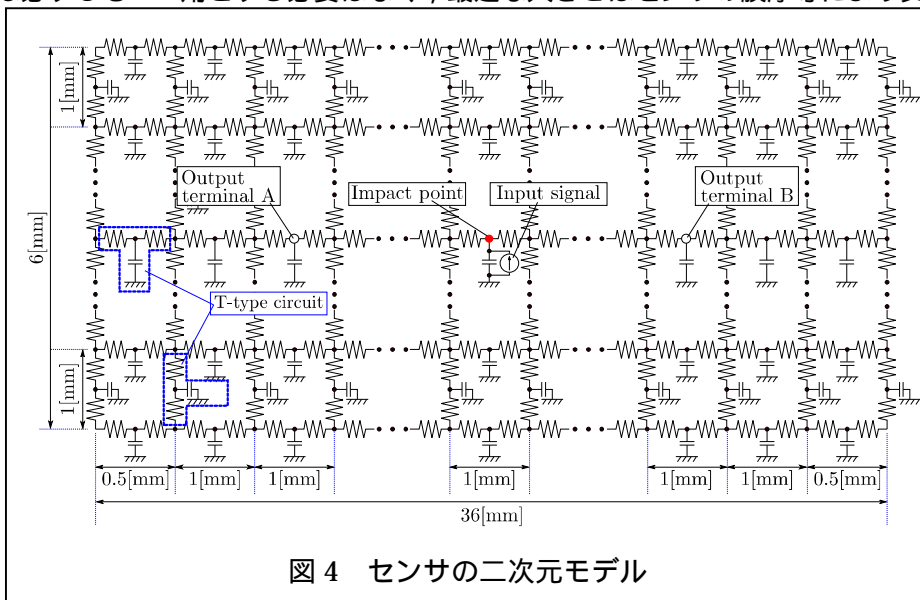 1[mm]
6[mm]
1[mm]
Output
terminal A
Impact point
Input signal
Output
terminal B
T-type circuit
0.5[mm]
1[mm]
1[mm]
1[mm]
1[mm]
1[mm]
0.5[mm]
36[mm]
図 4 センサの二次元モデル